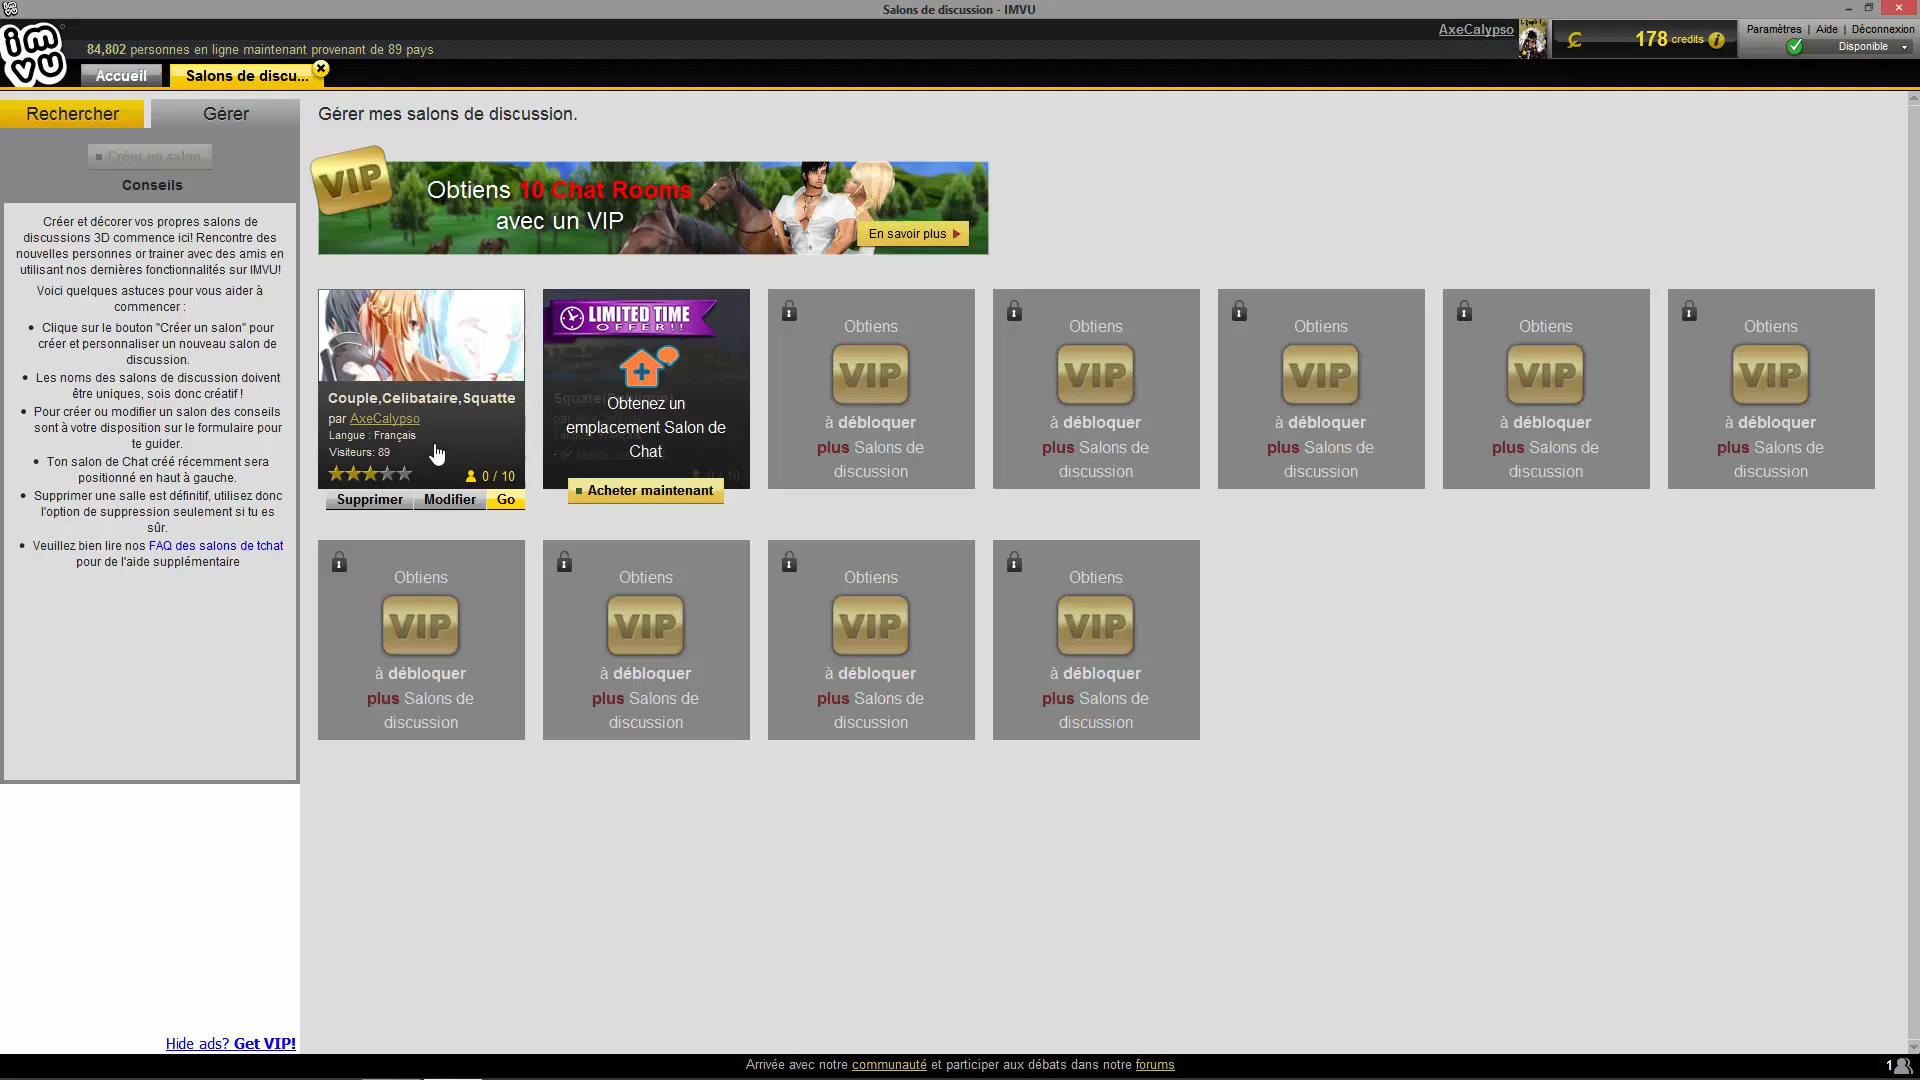 Salons de discussion - IMVU
imvu
84,802 personnes en ligne maintenant provenant de 89 pays
AxeCalypso
178 credits
Paramètres | Aide | Déconnexion
Disponible
Accueil
Salons de discu...
Rechercher
Gérer
Créer un salon
Conseils
Créer et décorer vos propres salons de
discussions 3D commence ici! Rencontre des
nouvelles personnes or trainer avec des amis en
utilisant nos dernières fonctionnalités sur IMVU!
Voici quelques astuces pour vous aider à
commencer :
• Clique sur le bouton "Créer un salon" pour
créer et personnaliser un nouveau salon de
discussion.
• Les noms des salons de discussion doivent
être uniques, sois donc créatif !
• Pour créer ou modifier un salon des conseils
sont à votre disposition sur le formulaire pour
te guider.
• Ton salon de Chat créé récemment sera
positionné en haut à gauche.
• Supprimer une salle est définitif, utilisez donc
l'option de suppression seulement si tu es
sûr.
• Veuillez bien lire nos FAQ des salons de tchat
pour de l'aide supplémentaire
Hide ads? Get VIP!
Gérer mes salons de discussion.
VIP
Obtiens 10 Chat Rooms
avec un VIP
En savoir plus
Couple,Celibataire,Squatte
par AxeCalypso
Langue : Français
Visiteurs: 89
0 / 10
Supprimer
Modifier
Go
LIMITED TIME
OFFER!!
Obtenez un
emplacement Salon de
Chat
0 / 10
Acheter maintenant
Obtiens
VIP
à débloquer
plus Salons de
discussion
Obtiens
VIP
à débloquer
plus Salons de
discussion
Obtiens
VIP
à débloquer
plus Salons de
discussion
Obtiens
VIP
à débloquer
plus Salons de
discussion
Obtiens
VIP
à débloquer
plus Salons de
discussion
Obtiens
VIP
à débloquer
plus Salons de
discussion
Obtiens
VIP
à débloquer
plus Salons de
discussion
Obtiens
VIP
à débloquer
plus Salons de
discussion
Obtiens
VIP
à débloquer
plus Salons de
discussion
Arrivée avec notre communauté et participer aux débats dans notre forums
1